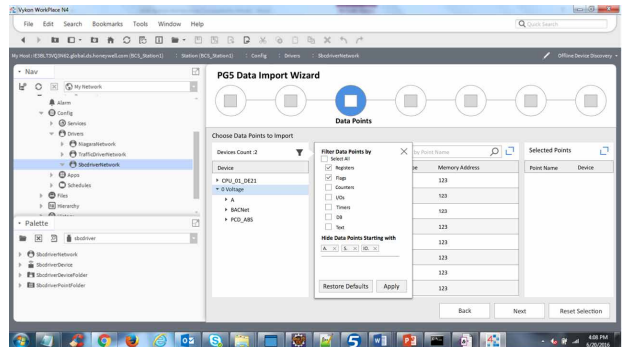 Vykon WorkPlace N4
File Edit Search Bookmarks Tools Window Help
Quick Search
My Host : IE5BLT5VQ3H62.global.ds.honeywell.com (BCS_Station1) : Station (BCS_Station1) : Config : Drivers : SbcdriverNetwork
Offline Device Discovery
Nav
My Network
Alarm
Config
Services
Drivers
NiagaraNetwork
TrafficDriverNetwork
SbcdriverNetwork
Apps
Schedules
Files
Hierarchy
Palette
sbcdriver
SbcdriverNetwork
SbcdriverDevice
SbcdriverDeviceFolder
SbcdriverPointFolder
PG5 Data Import Wizard
Data Points
Choose Data Points to Import
Devices Count :2
Device
CPU_01_DE21
0 Voltage
A
BACNet
PCD_ABS
Filter Data Points by
Select All
Registers
Flags
Counters
I/Os
Timers
DB
Text
Hide Data Points Starting with
A. S. IO.
Restore Defaults Apply
by Point Name
Memory Address
123
123
123
123
123
123
123
123
Selected Points
Point Name Device
Back Next Reset Selection
4:08 PM
6/20/2016